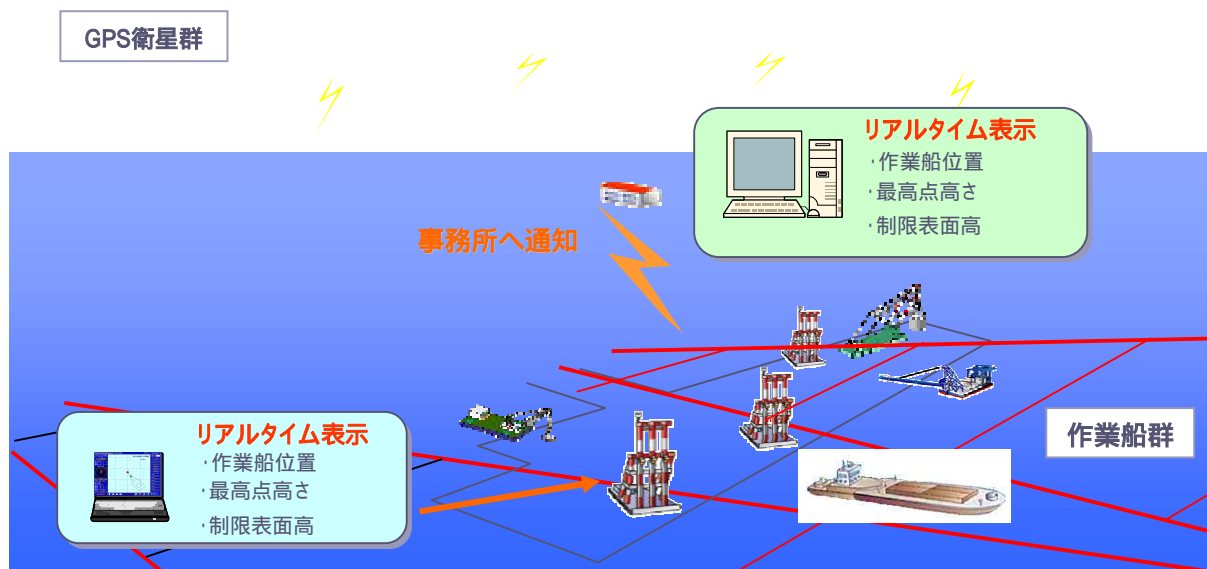 GPS衛星群
リアルタイム表示
・作業船位置
・最高点高さ
・制限表面高
事務所へ通知
リアルタイム表示
・作業船位置
・最高点高さ
・制限表面高
作業船群